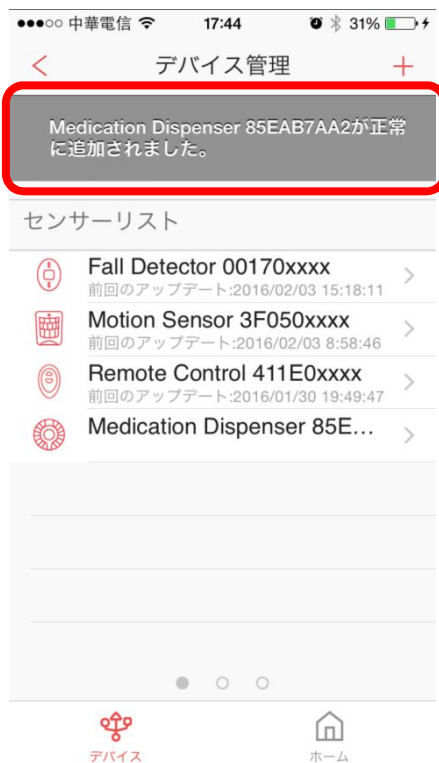 中華電信 17:44 31%
デバイス管理
Medication Dispenser 85EAB7AA2が正常
に追加されました。
センサーリスト
Fall Detector 00170xxxx
前回のアップデート:2016/02/03 15:18:11
Motion Sensor 3F050xxxx
前回のアップデート:2016/02/03 8:58:46
Remote Control 411E0xxxx
前回のアップデート:2016/01/30 19:49:47
Medication Dispenser 85E...
デバイス ホーム